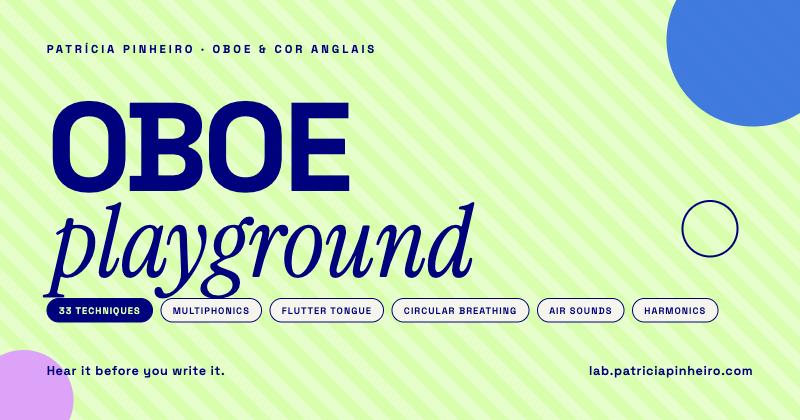 PATRÍCIA PINHEIRO · OBOE & COR ANGLAIS
OBOE
playground
33 TECHNIQUES MULTIPHONICS FLUTTER TONGUE CIRCULAR BREATHING AIR SOUNDS HARMONICS
Hear it before you write it. lab.patriciapinheiro.com